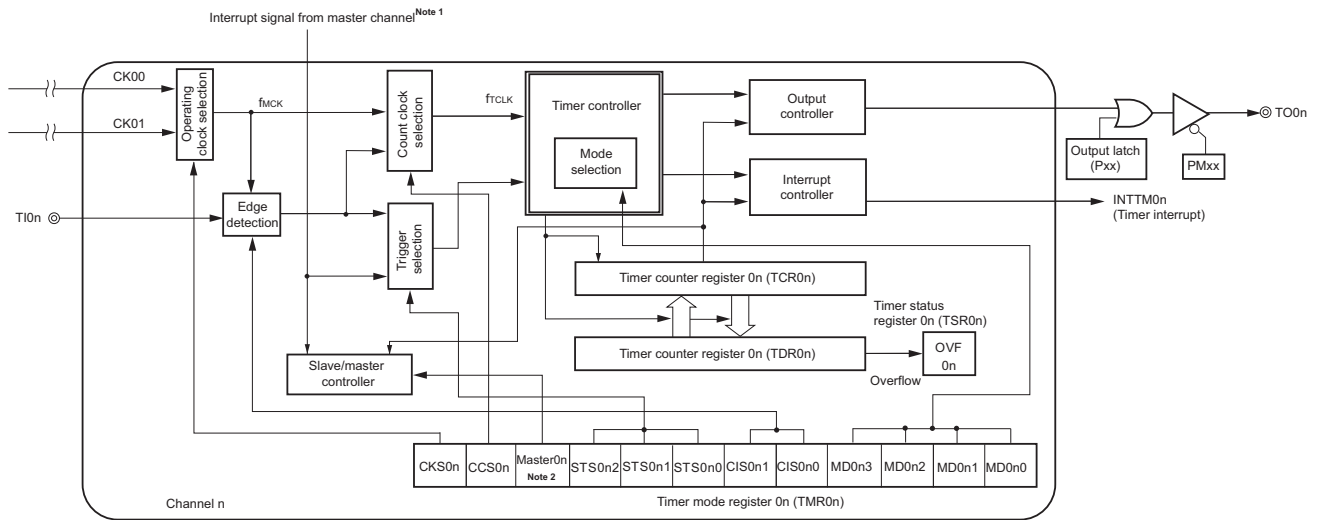 Interrupt signal from master channel Note 1
CK00
CK01
Operating
clock selection
fMCK
Count clock
selection
fTCLK
Timer controller
Mode
selection
Output
controller
TO0n
Output latch
(Pxx)
PMxx
Interrupt
controller
INTTM0n
(Timer interrupt)
TI0n
Edge
detection
Trigger
selection
Timer counter register 0n (TCR0n)
Timer status
register 0n (TSR0n)
Timer counter register 0n (TDR0n)
OVF
0n
Overflow
Slave/master
controller
CKS0n
CCS0n
Master0n
Note 2
STS0n2
STS0n1
STS0n0
CIS0n1
CIS0n0
MD0n3
MD0n2
MD0n1
MD0n0
Channel n
Timer mode register 0n (TMR0n)